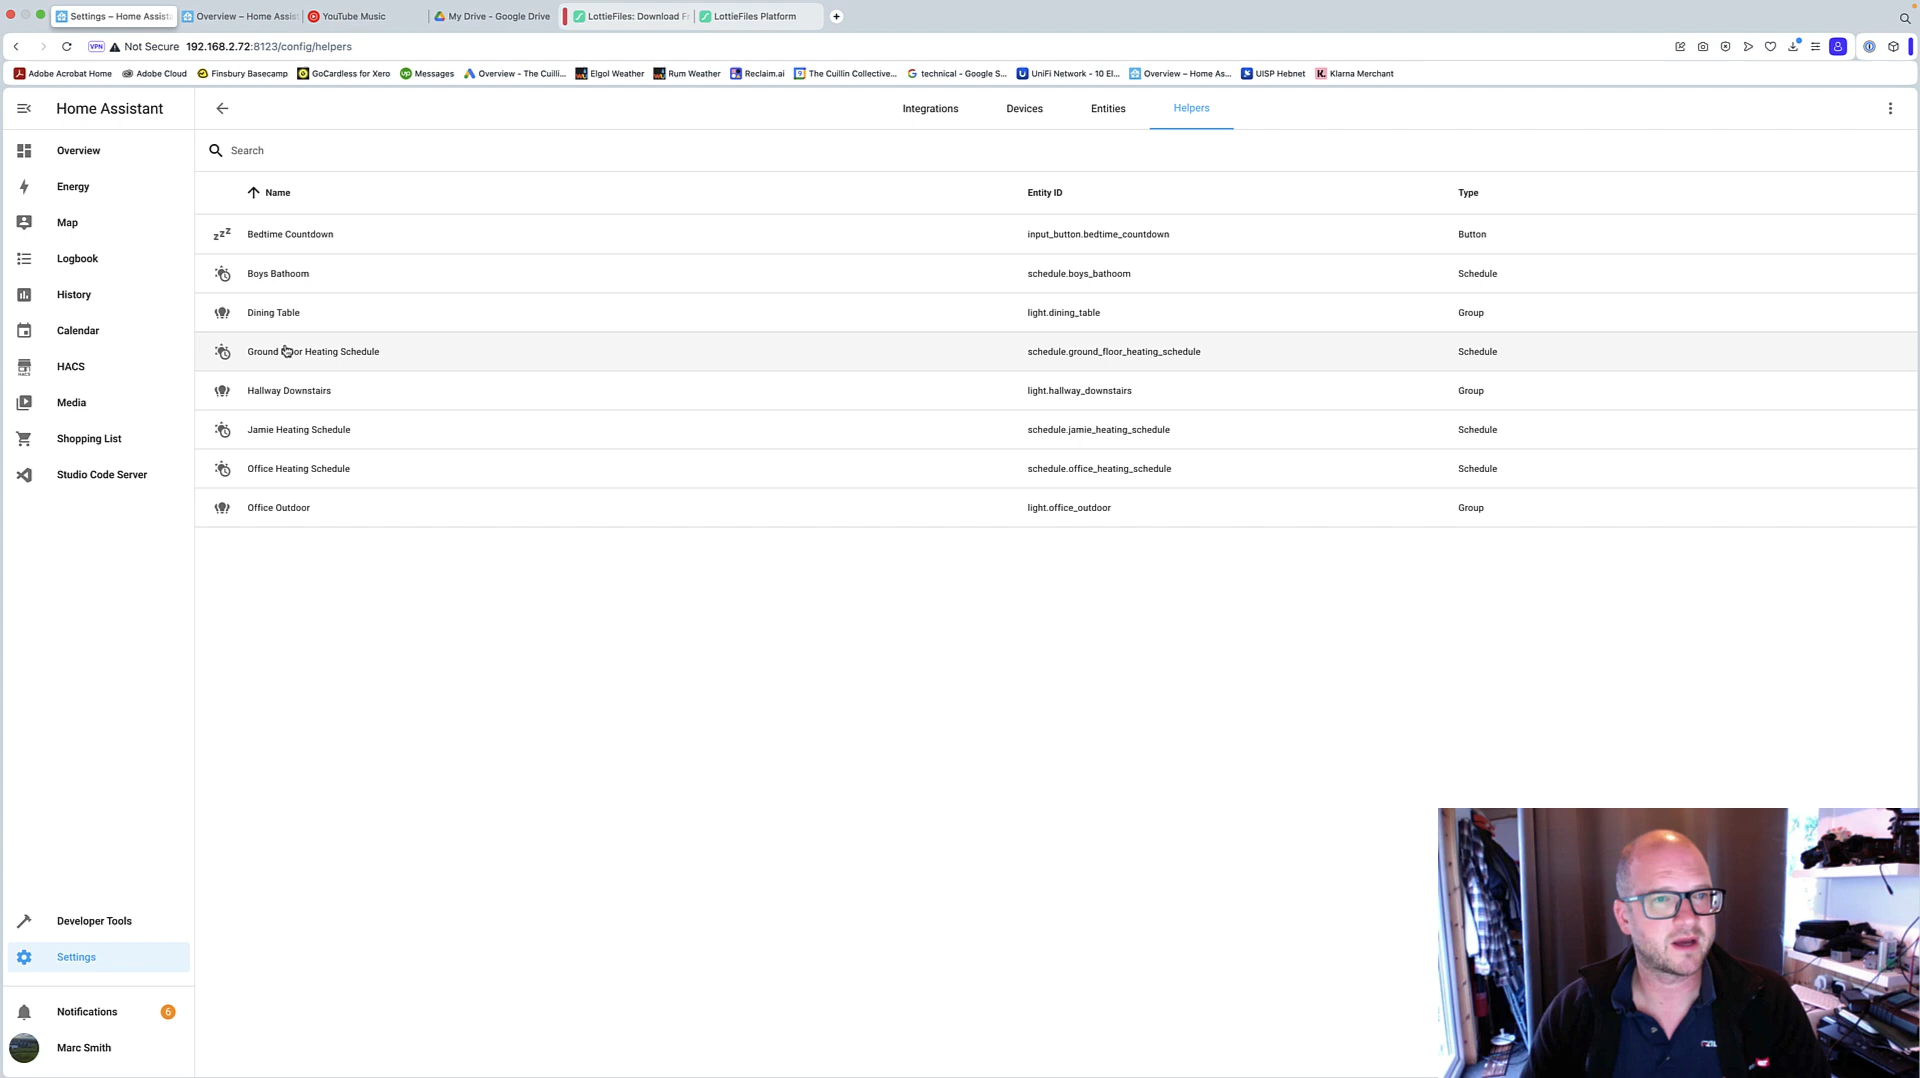 Settings – Home Assista
Overview – Home Assist
YouTube Music
My Drive - Google Drive
LottieFiles: Download Fr
LottieFiles Platform
VPN
Not Secure 192.168.2.72:8123/config/helpers
Adobe Acrobat Home
Adobe Cloud
Finsbury Basecamp
GoCardless for Xero
up Messages
Overview - The Cuilli...
Elgol Weather
Rum Weather
Reclaim.ai
The Cuillin Collective...
technical - Google S...
UniFi Network - 10 El...
Overview – Home As...
UISP Hebnet
K. Klarna Merchant
Home Assistant
Integrations
Devices
Entities
Helpers
Overview
Energy
Map
Logbook
History
Calendar
HACS
HACS
Media
Shopping List
Studio Code Server
Developer Tools
Settings
Notifications 6
Marc Smith
Search
Name Entity ID Type
zzZ Bedtime Countdown input_button.bedtime_countdown Button
Boys Bathoom schedule.boys_bathoom Schedule
Dining Table light.dining_table Group
Ground oor Heating Schedule schedule.ground_floor_heating_schedule Schedule
Hallway Downstairs light.hallway_downstairs Group
Jamie Heating Schedule schedule.jamie_heating_schedule Schedule
Office Heating Schedule schedule.office_heating_schedule Schedule
Office Outdoor light.office_outdoor Group